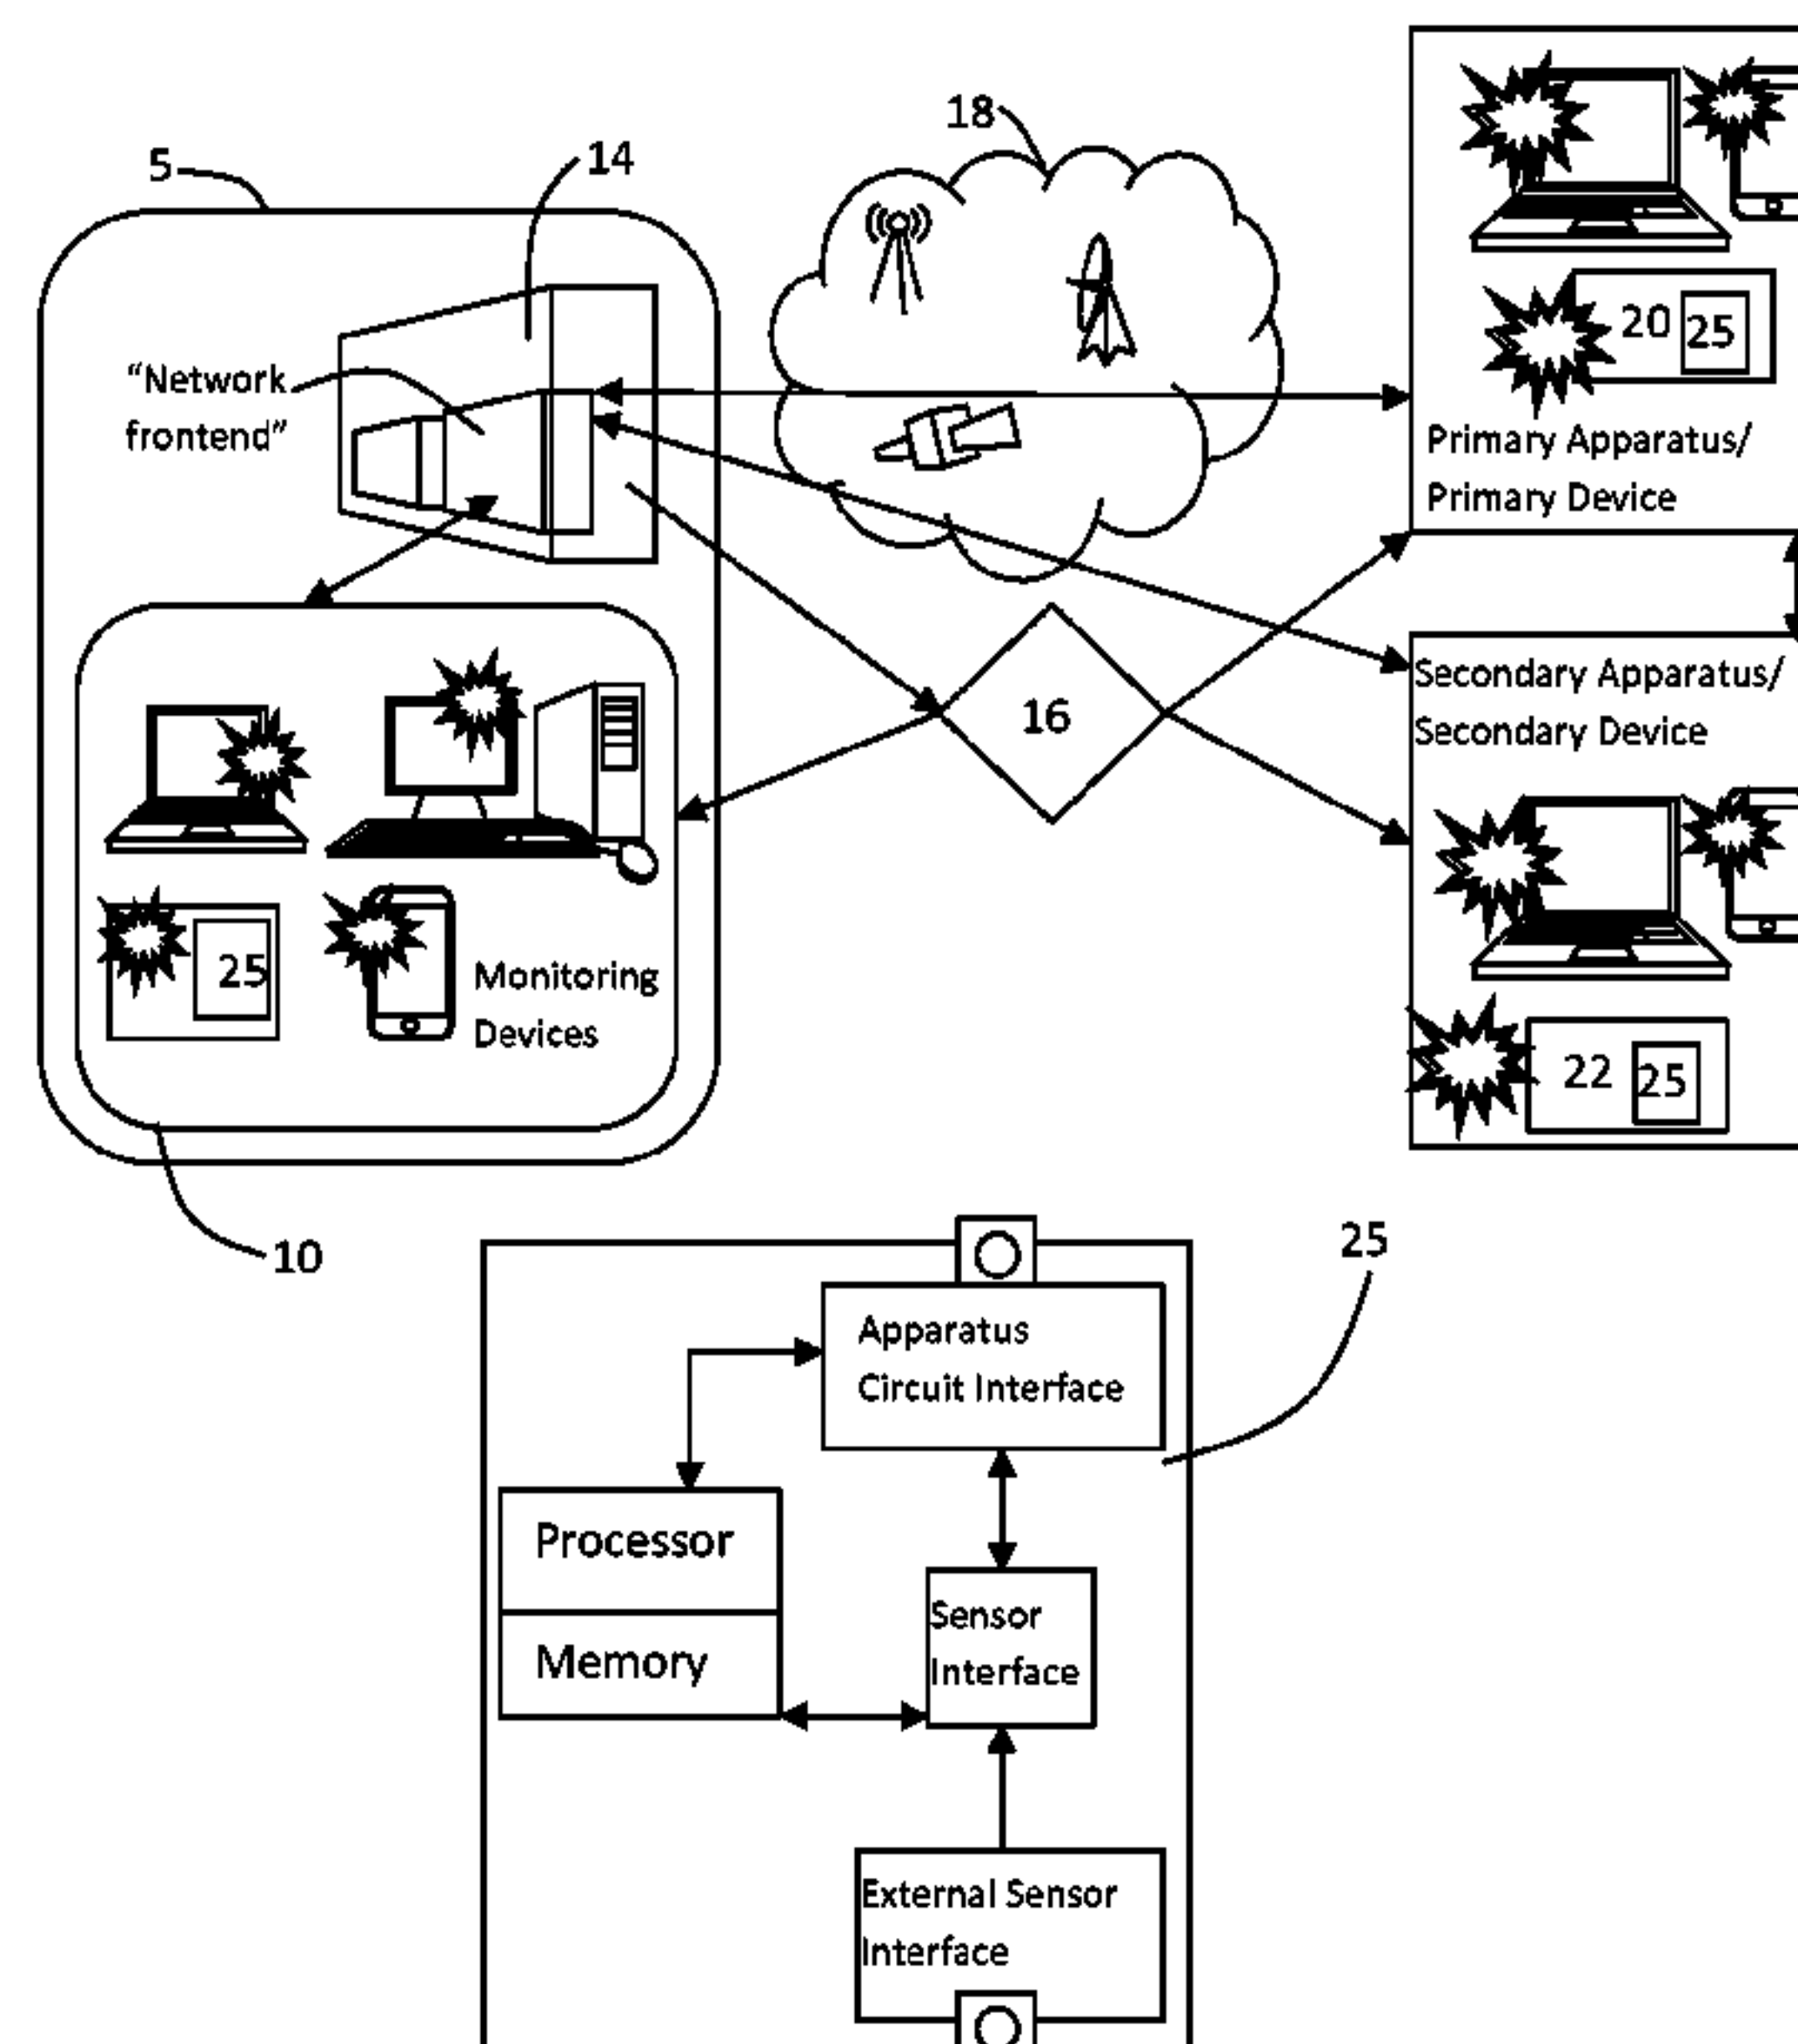 18
5
14
"Network
frontend"
20
25
Primary Apparatus/
Primary Device
Secondary Apparatus/
Secondary Device
16
25
Monitoring
Devices
22
25
10
25
Apparatus
Circuit Interface
Processor
Memory
Sensor
Interface
External Sensor
Interface